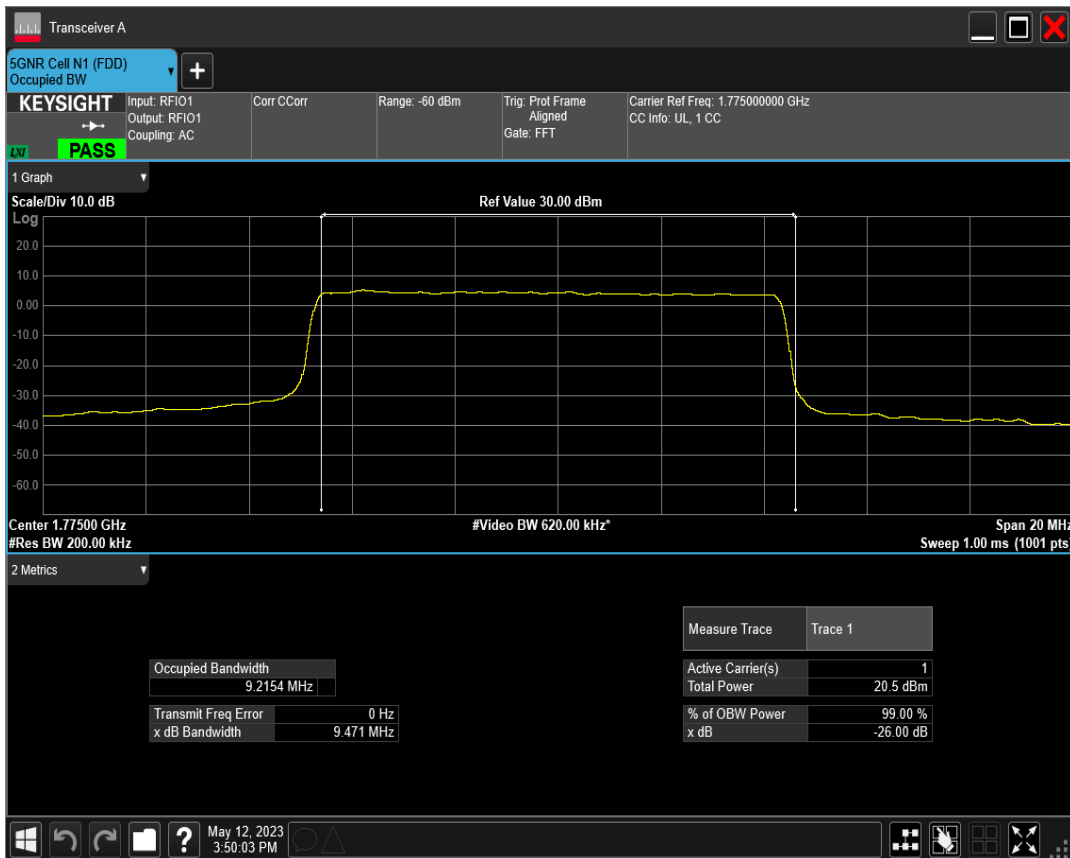 Transceiver A
5GNR Cell N1 (FDD)
Occupied BW
+
KEYSIGHT
LXI
PASS
Input: RFIO1
Output: RFIO1
Coupling: AC
Corr CCorr
Range: -60 dBm
Trig: Prot Frame
Aligned
Gate: FFT
Carrier Ref Freq: 1.775000000 GHz
CC Info: UL, 1 CC
1 Graph
Scale/Div 10.0 dB
Ref Value 30.00 dBm
Log
20.0
10.0
0.00
-10.0
-20.0
-30.0
-40.0
-50.0
-60.0
Center 1.77500 GHz
#Video BW 620.00 kHz*
Span 20 MHz
#Res BW 200.00 kHz
Sweep 1.00 ms (1001 pts)
2 Metrics
Measure Trace Trace 1
Occupied Bandwidth
9.2154 MHz
Active Carrier(s) 1
Total Power 20.5 dBm
Transmit Freq Error 0 Hz
x dB Bandwidth 9.471 MHz
% of OBW Power 99.00 %
x dB -26.00 dB
?
May 12, 2023
3:50:03 PM